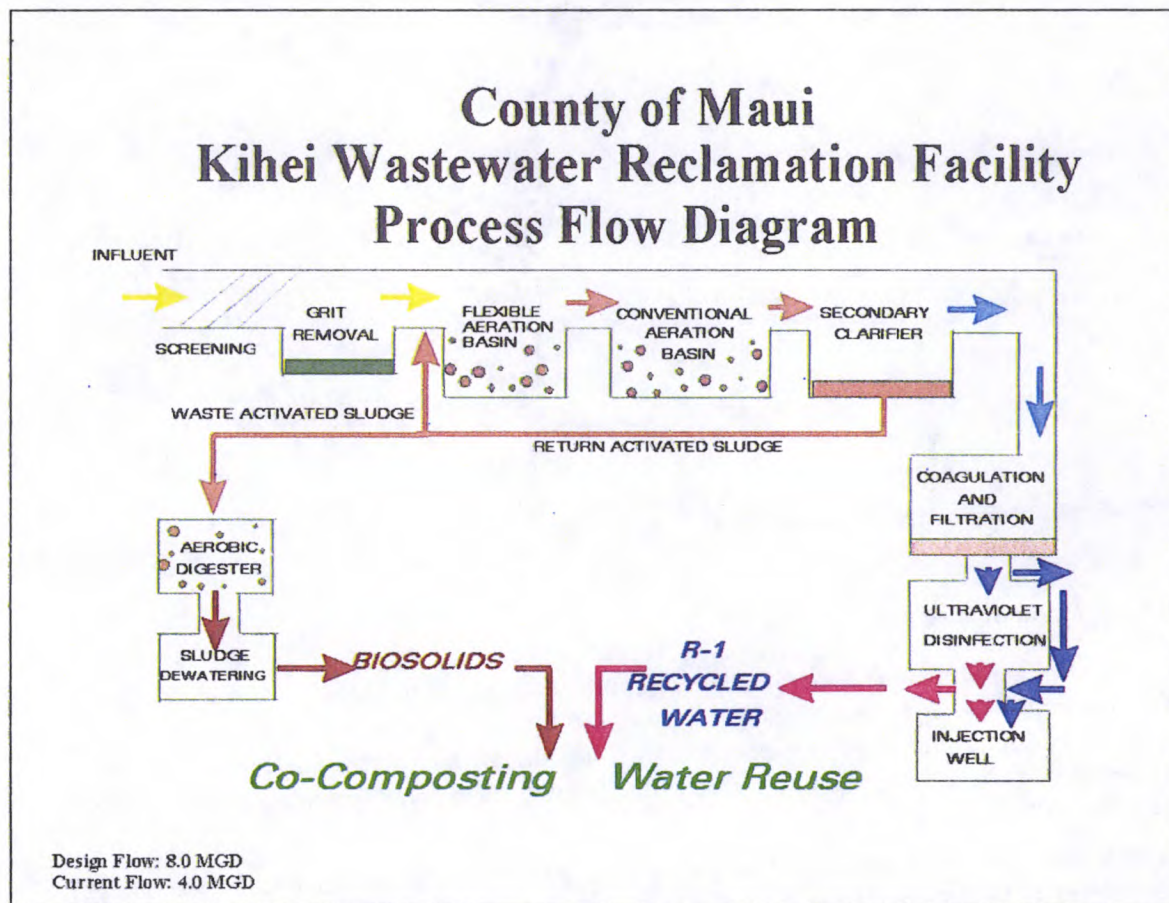 County of Maui
Kihei Wastewater Reclamation Facility
Process Flow Diagram
INFLUENT
SCREENING
GRIT
REMOVAL
FLEXIBLE
AERATION
BASIN
CONVENTIONAL
AERATION
BASIN
SECONDARY
CLARIFIER
WASTE ACTIVATED SLUDGE
RETURN ACTIVATED SLUDGE
COAGULATION
AND
FILTRATION
AEROBIC
DIGESTER
ULTRAVIOLET
DISINFECTION
SLUDGE
DEWATERING
BIOSOLIDS
R-1
RECYCLED
WATER
INJECTION
WELL
Co-Composting
Water Reuse
Design Flow: 8.0 MGD
Current Flow: 4.0 MGD